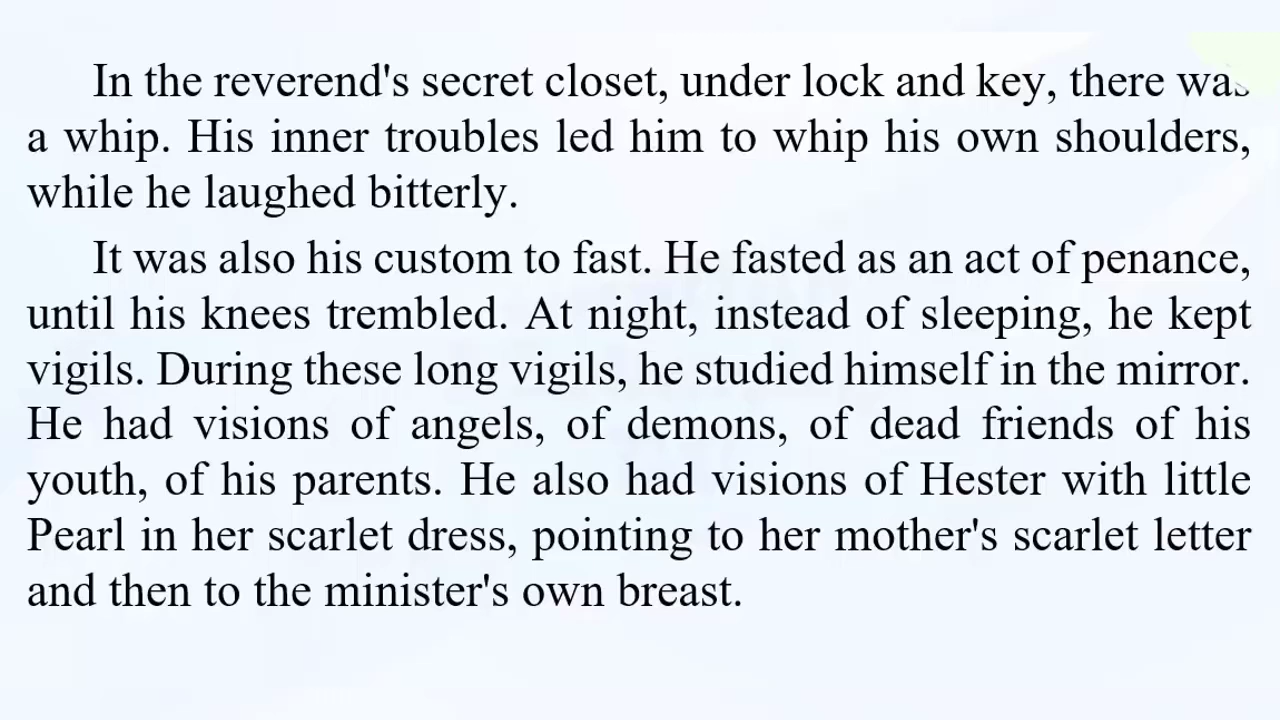 In the reverend's secret closet, under lock and key, there was
a whip. His inner troubles led him to whip his own shoulders,
while he laughed bitterly.
It was also his custom to fast. He fasted as an act of penance,
until his knees trembled. At night, instead of sleeping, he kept
vigils. During these long vigils, he studied himself in the mirror.
He had visions of angels, of demons, of dead friends of his
youth, of his parents. He also had visions of Hester with little
Pearl in her scarlet dress, pointing to her mother's scarlet letter
and then to the minister's own breast.